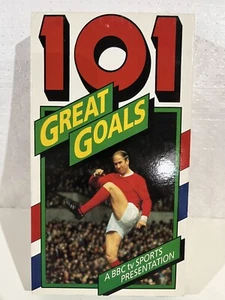 101
GREAT
GOALS
A BBC tv SPORTS
PRESENTATION